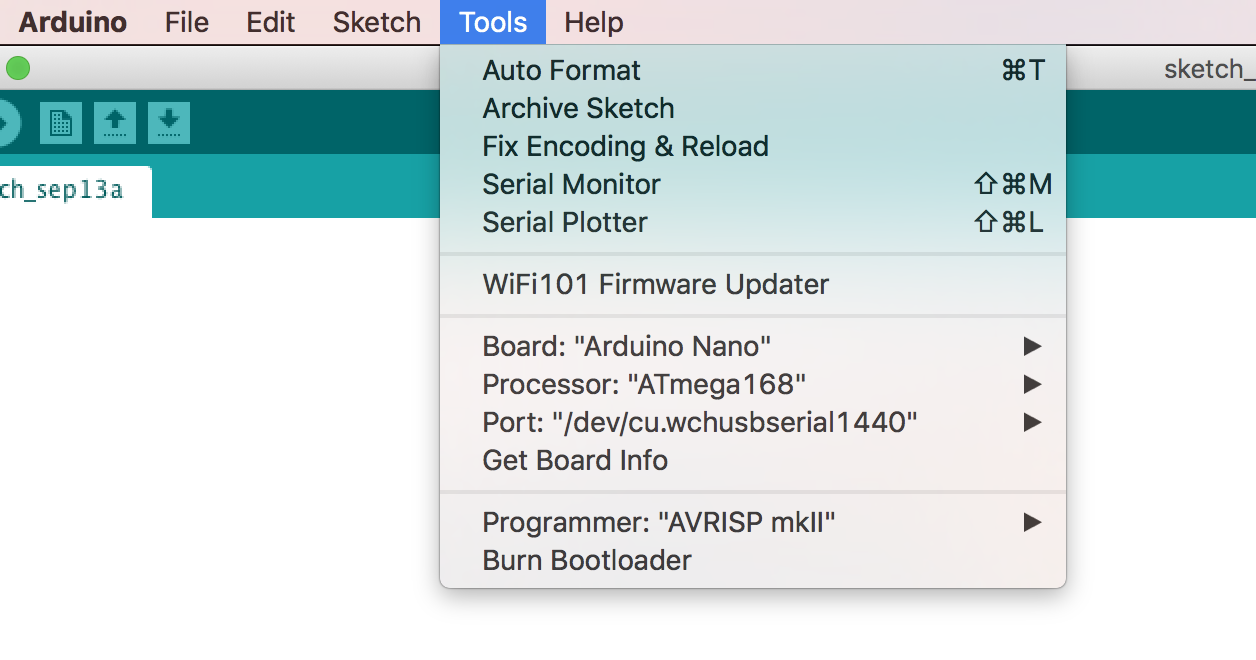 Arduino File Edit Sketch Tools Help
sketch_
ch_sep13a
Auto Format ⌘T
Archive Sketch
Fix Encoding & Reload
Serial Monitor ⇧⌘M
Serial Plotter ⇧⌘L
WiFi101 Firmware Updater
Board: "Arduino Nano"
Processor: "ATmega168"
Port: "/dev/cu.wchusbserial1440"
Get Board Info
Programmer: "AVRISP mkII"
Burn Bootloader